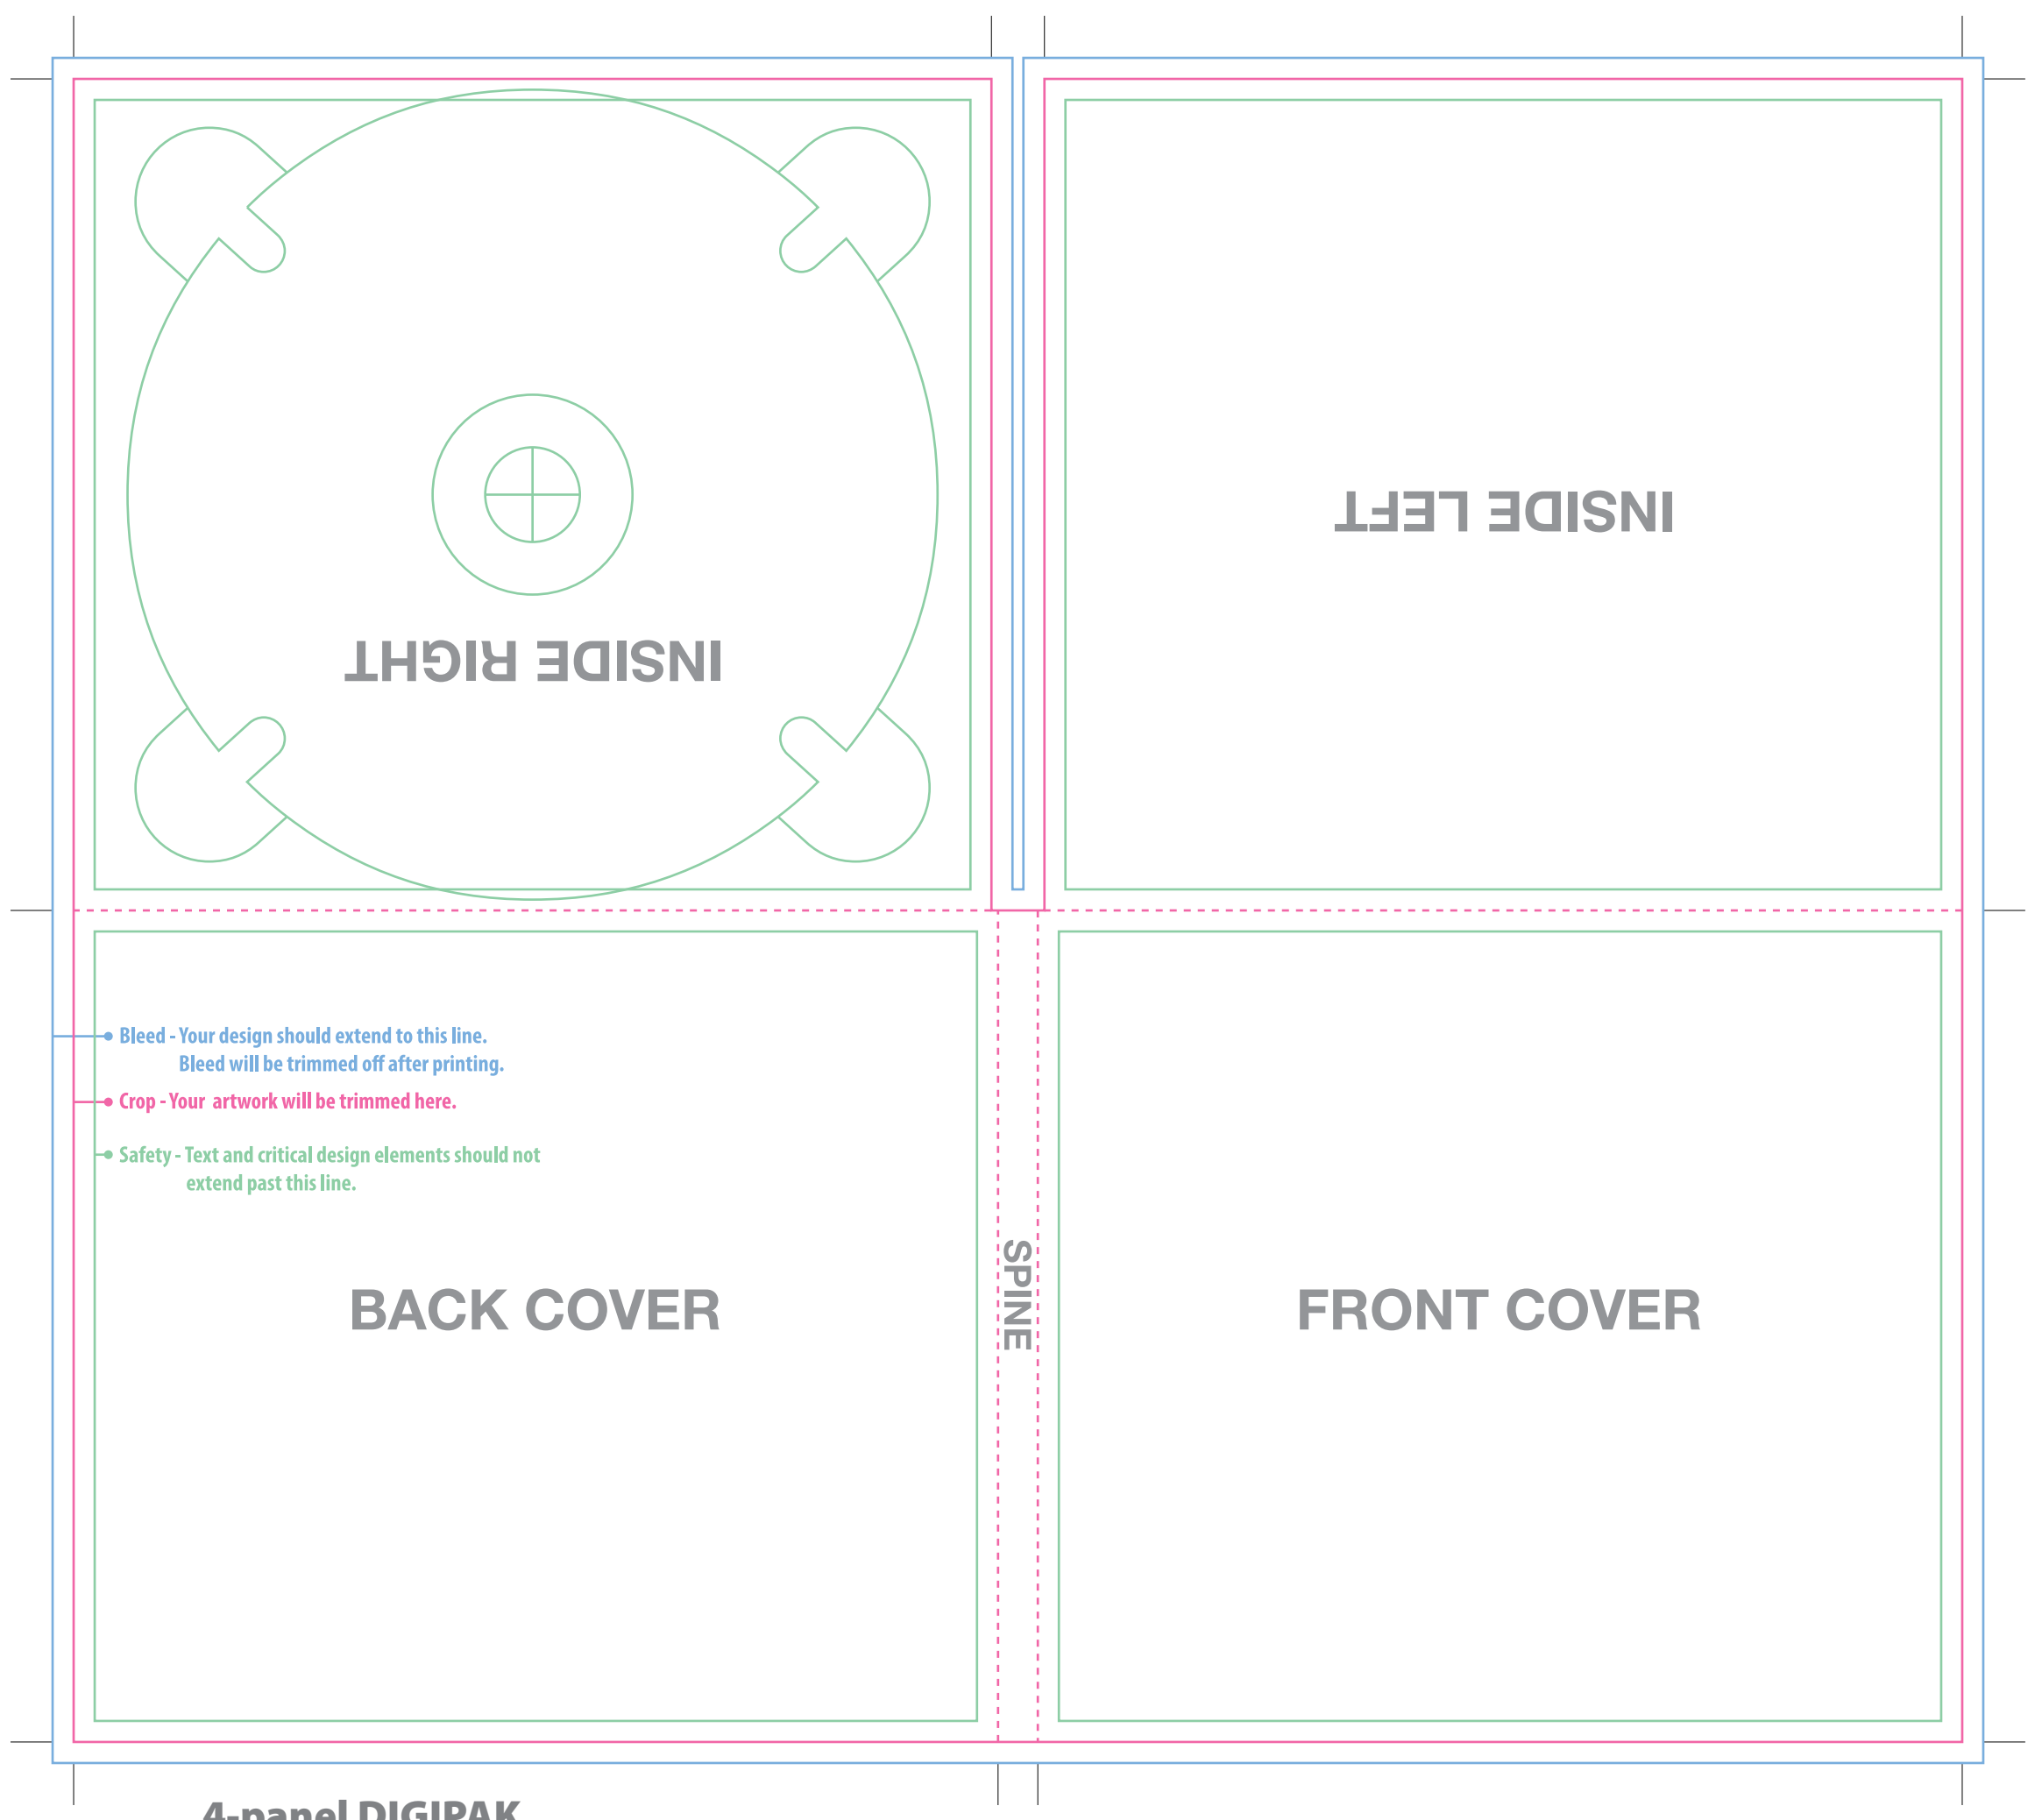 INSIDE LEFT
INSIDE RIGHT
Bleed - Your design should extend to this line.
Bleed will be trimmed off after printing.
Crop - Your  artwork will be trimmed here.
Safety - Text and critical design elements should not
extend past this line.
BACK COVER
SPINE
FRONT COVER
4-panel DIGIPAK